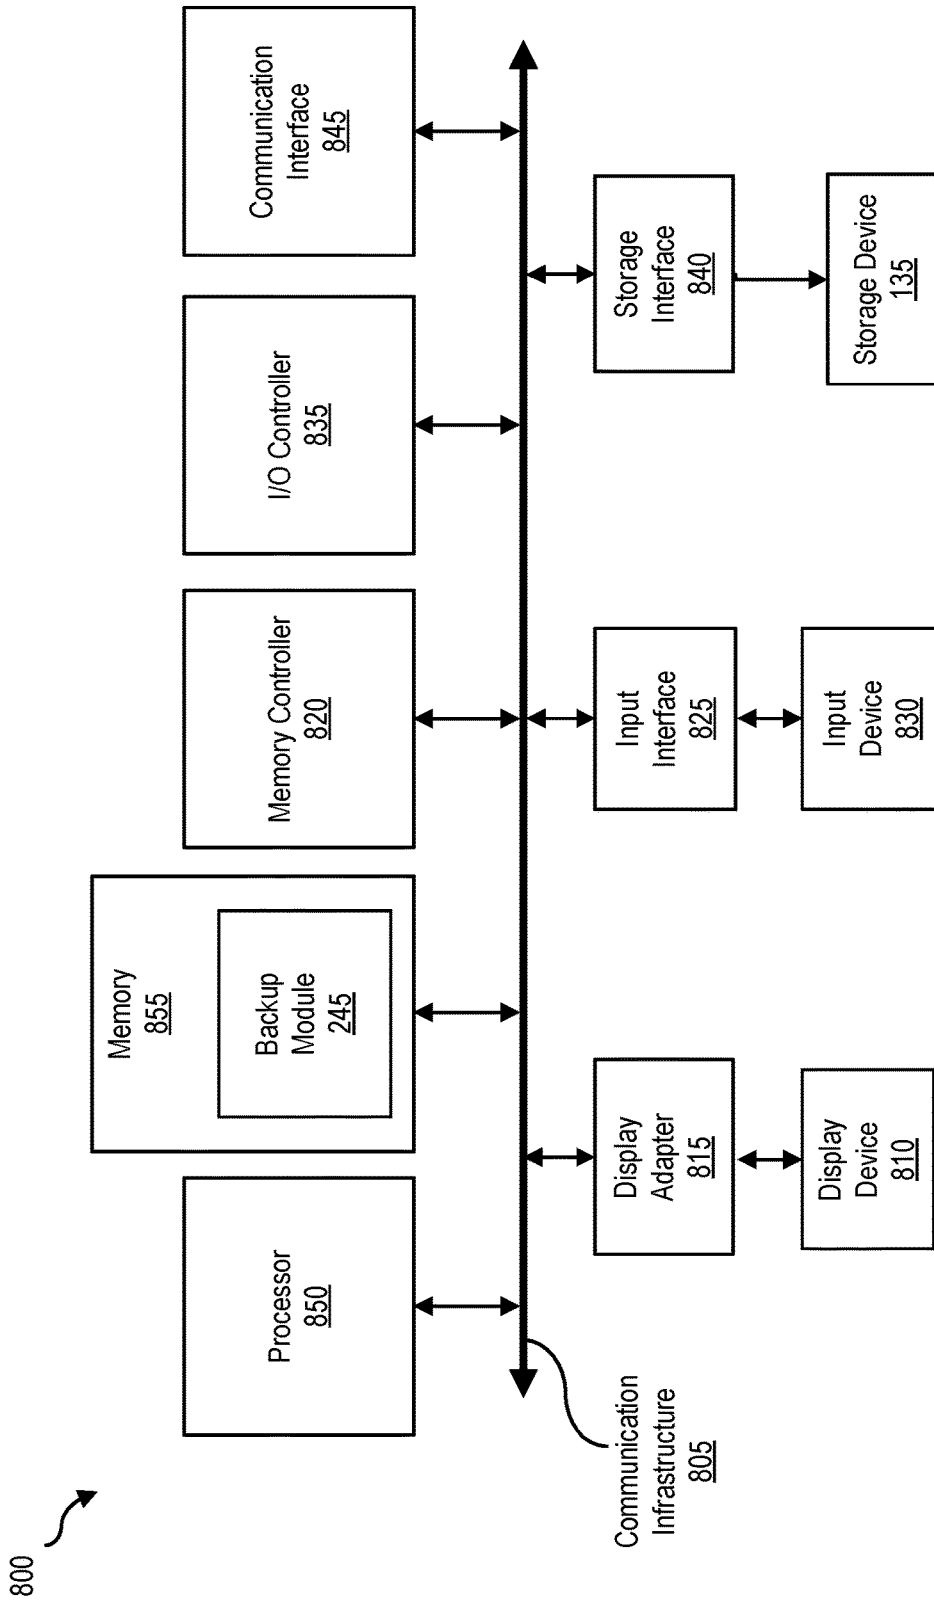 800
Processor
850
Memory
855
Backup
Module
245
Memory Controller
820
I/O Controller
835
Communication
Interface
845
Communication
Infrastructure
805
Display
Adapter
815
Input
Interface
825
Storage
Interface
840
Display
Device
810
Input
Device
830
Storage Device
135